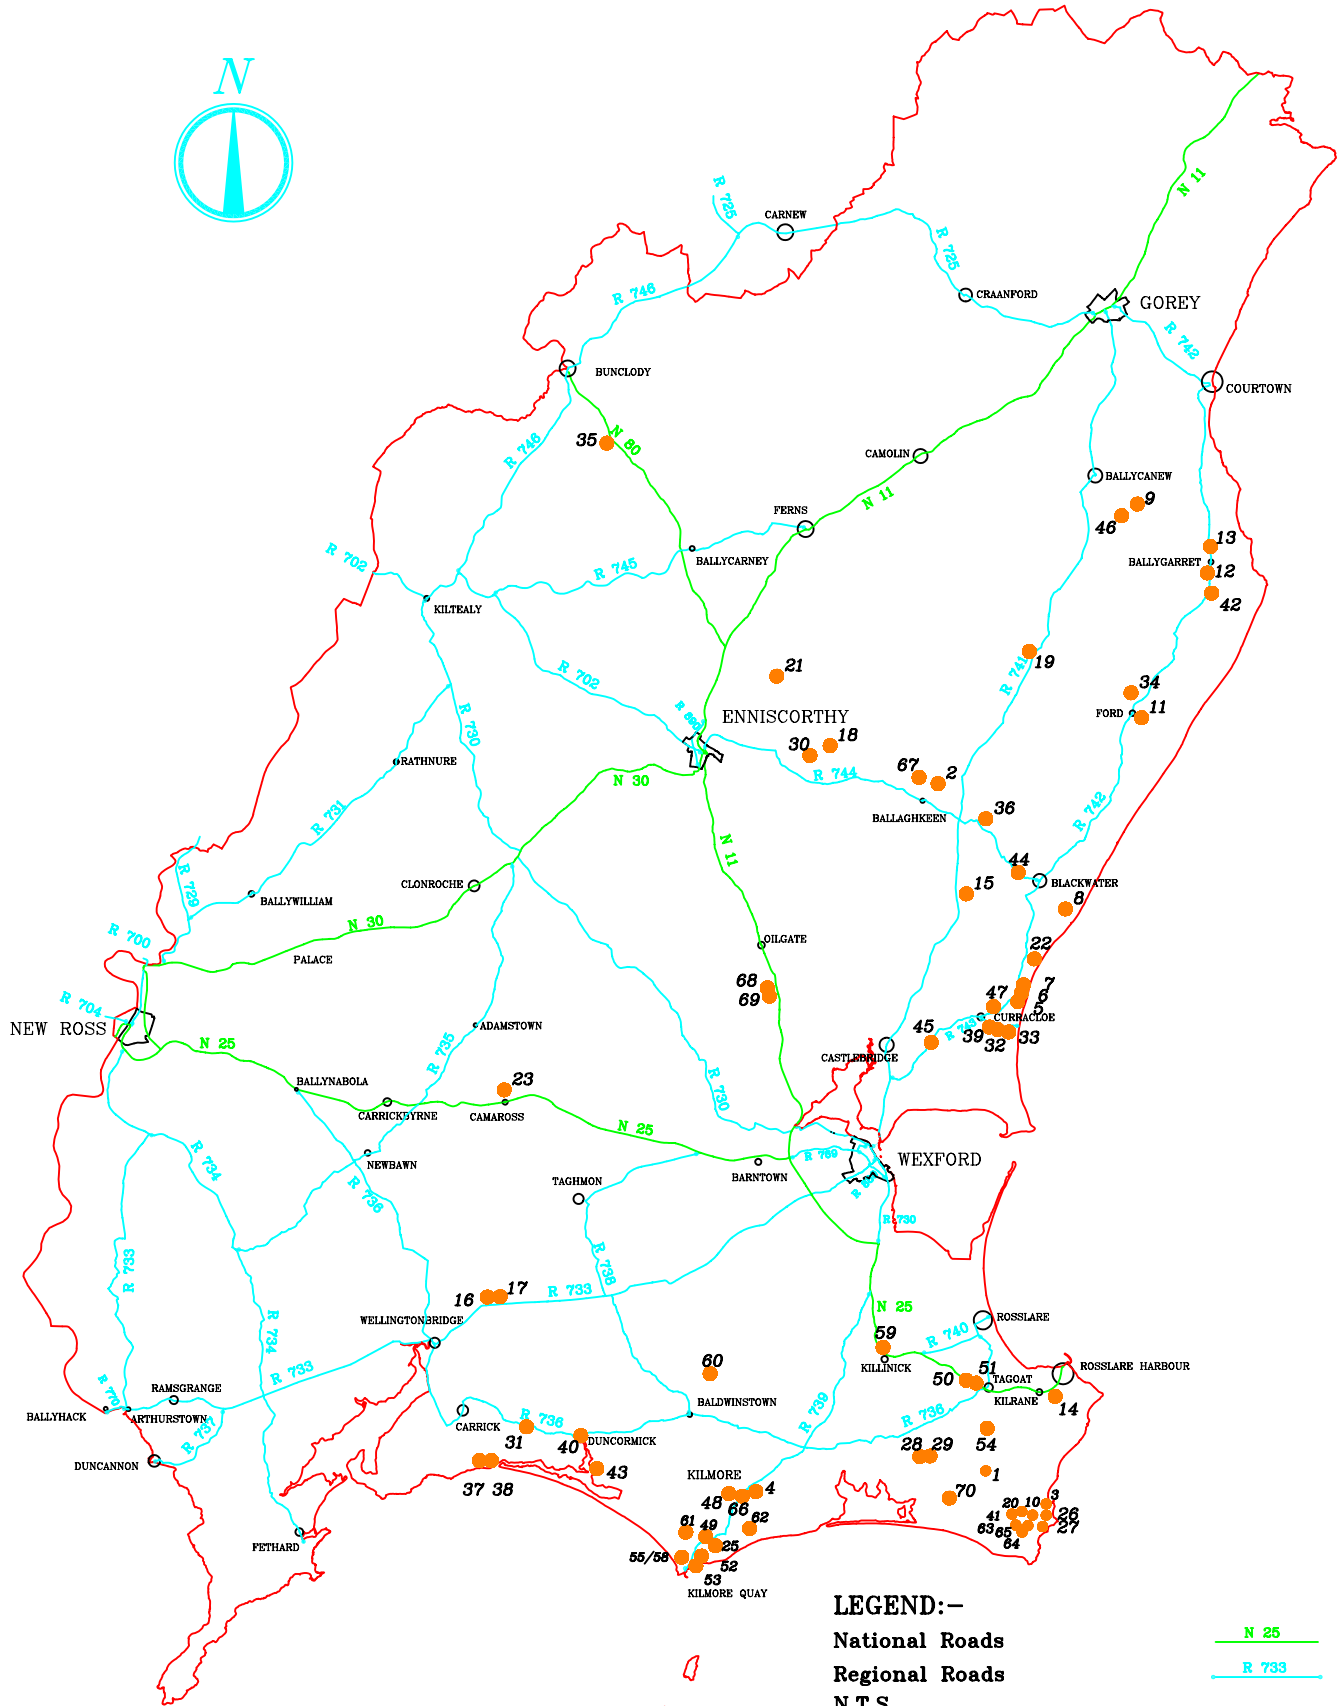 N
N 11
R 725
CARNEW
R 725
R 746
CRAANFORD
GOREY
R 742
BUNCLODY
COURTOWN
35
N 80
R 746
CAMOLIN
N 11
BALLYCANEW
9
46
FERNS
13
R 702
R 745
BALLYCARNEY
BALLYGARRET
12
KILTEALY
42
R 741
19
21
R 702
34
FORD
11
R 730
ENNISCORTHY
18
30
RATHNURE
N 30
R 744
67
2
BALLAGHKEEN
36
R 742
R 731
N 11
44
CLONROCHE
BLACKWATER
R 729
BALLYWILLIAM
15
8
N 30
R 700
PALACE
OILGATE
22
68
69
7
6
5
47
R 704
NEW ROSS
ADAMSTOWN
CURRACLOE
R 743
45
39
32
33
N 25
R 735
CASTLEBRIDGE
BALLYNABOLA
23
CARRICKBYRNE
CAMAROSS
R 730
N 25
R 734
NEWBAWN
R 769
WEXFORD
BARNTOWN
R 736
TAGHMON
R 730
R 733
R 738
16
17
R 733
N 25
WELLINGTONBRIDGE
ROSSLARE
R 740
59
KILLINICK
R 734
R 733
60
51
50
TAGOAT
ROSSLARE HARBOUR
KILRANE
14
R 770
RAMSGRANGE
BALLYHACK
ARTHURSTOWN
R 737
CARRICK
31
R 736
BALDWINSTOWN
R 739
R 736
40
DUNCORMICK
54
28
29
DUNCANNON
43
37 38
KILMORE
1
48
66
4
70
3
20
10
41
26
63
65
64
27
61
49
62
FETHARD
25
55/58
52
53
KILMORE QUAY
LEGEND:-
National Roads
N 25
Regional Roads
R 733
N.T.S.